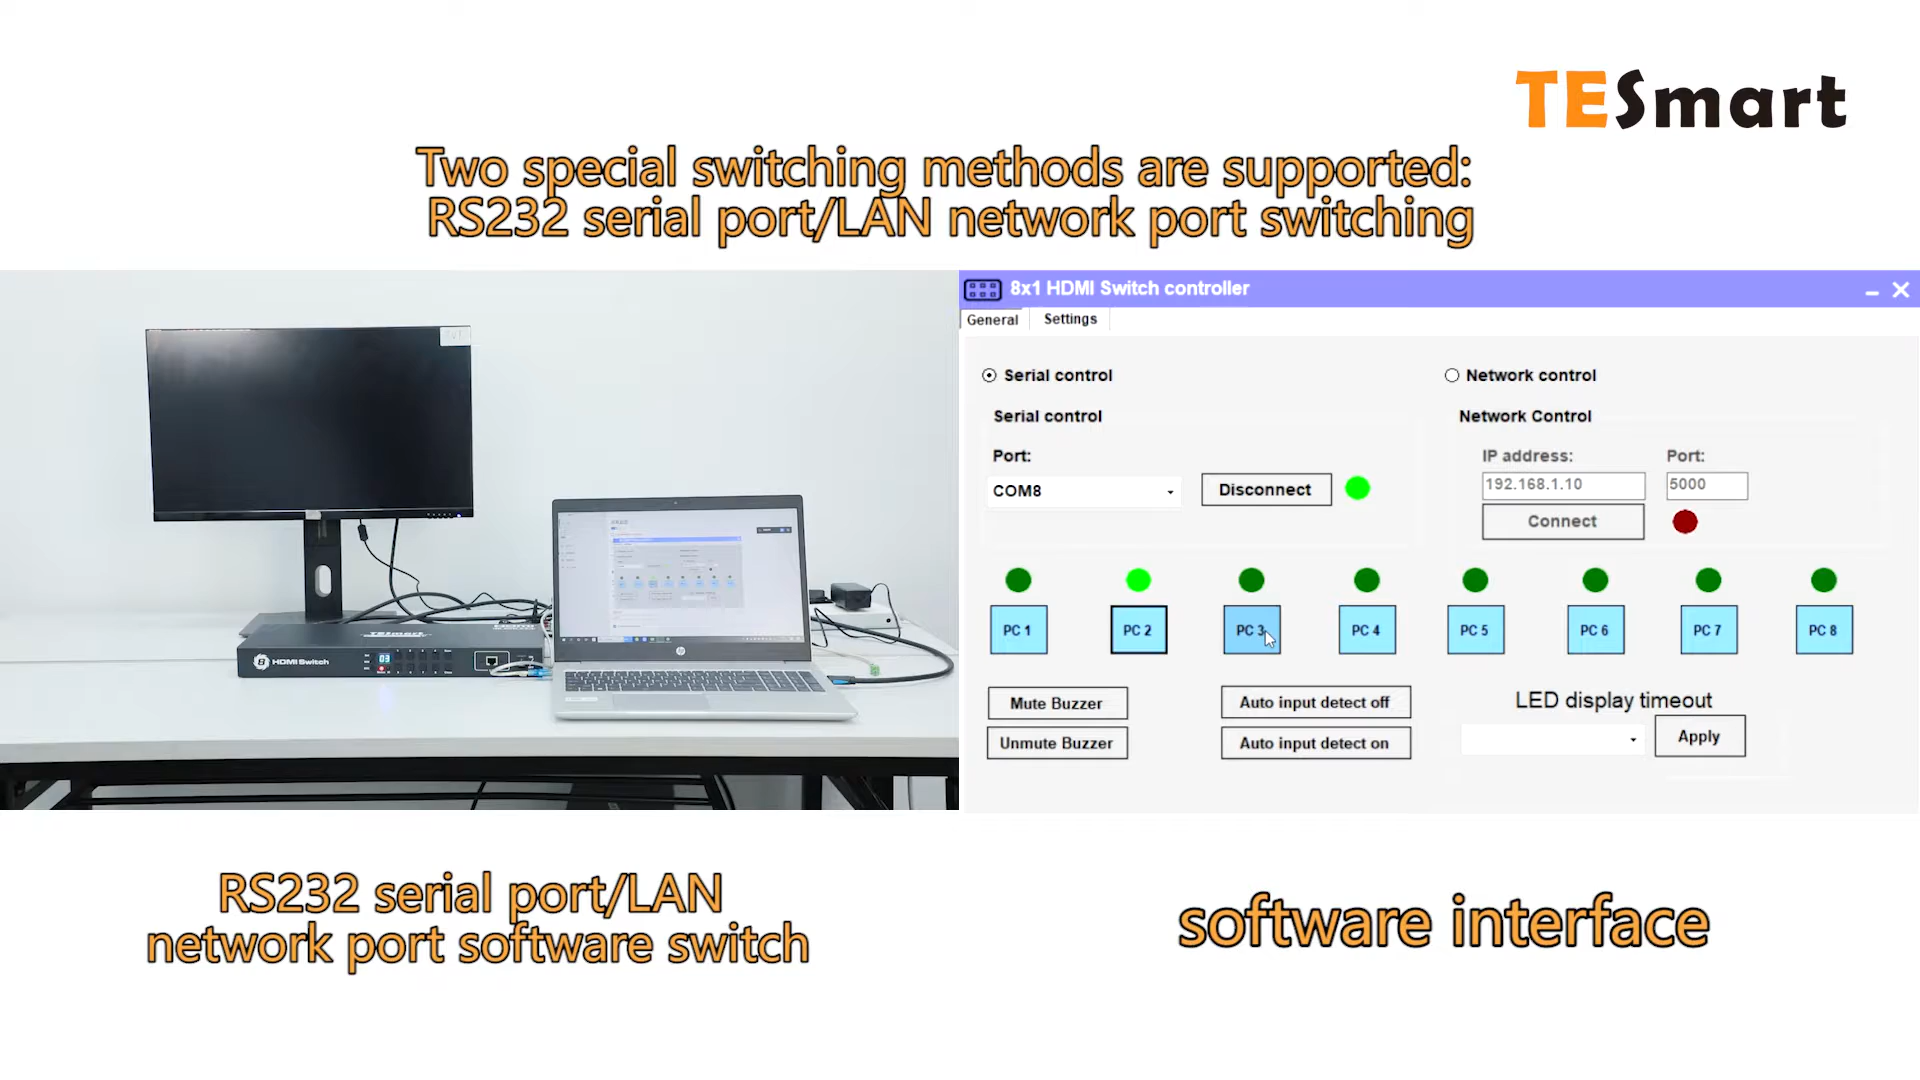 TESmart
Two special switching methods are supported:
RS232 serial port/LAN network port switching
8x1 HDMI Switch controller
General
Settings
Serial control
Network control
Serial control
Network Control
Port:
IP address:
Port:
COM8
Disconnect
192.168.1.10
5000
Connect
PC 1
PC 2
PC 3
PC 4
PC 5
PC 6
PC 7
PC 8
Mute Buzzer
Auto input detect off
LED display timeout
Unmute Buzzer
Auto input detect on
Apply
TESmart
8 HDMI Switch
03
hp
RS232 serial port/LAN
network port software switch
software interface